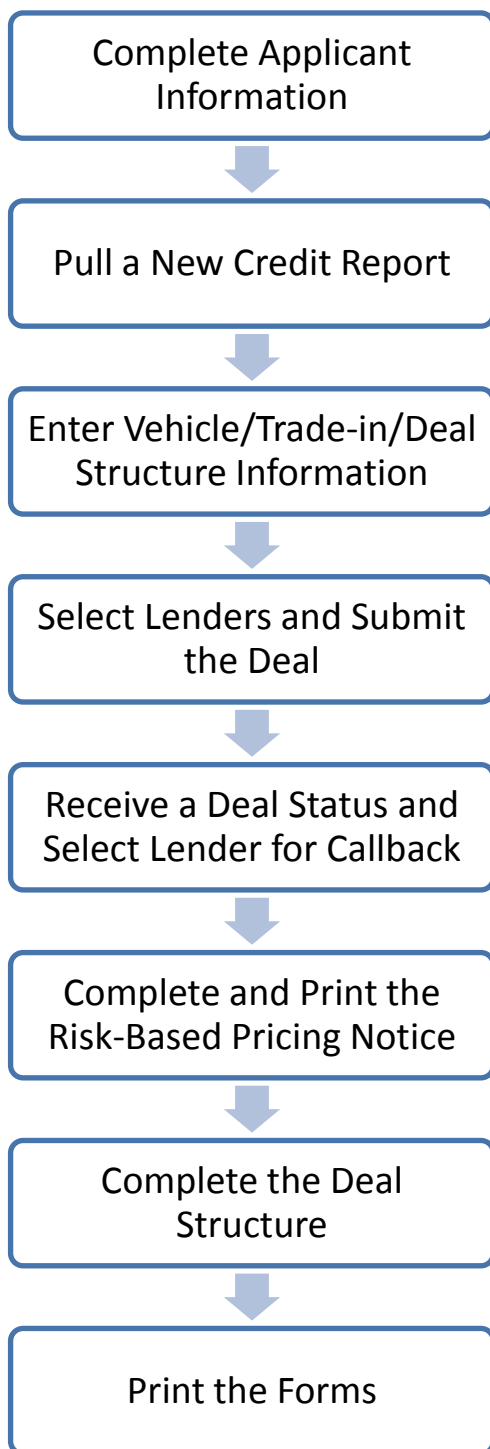 Complete Applicant
Information
Pull a New Credit Report
Enter Vehicle/Trade-in/Deal
Structure Information
Select Lenders and Submit
the Deal
Receive a Deal Status and
Select Lender for Callback
Complete and Print the
Risk-Based Pricing Notice
Complete the Deal
Structure
Print the Forms